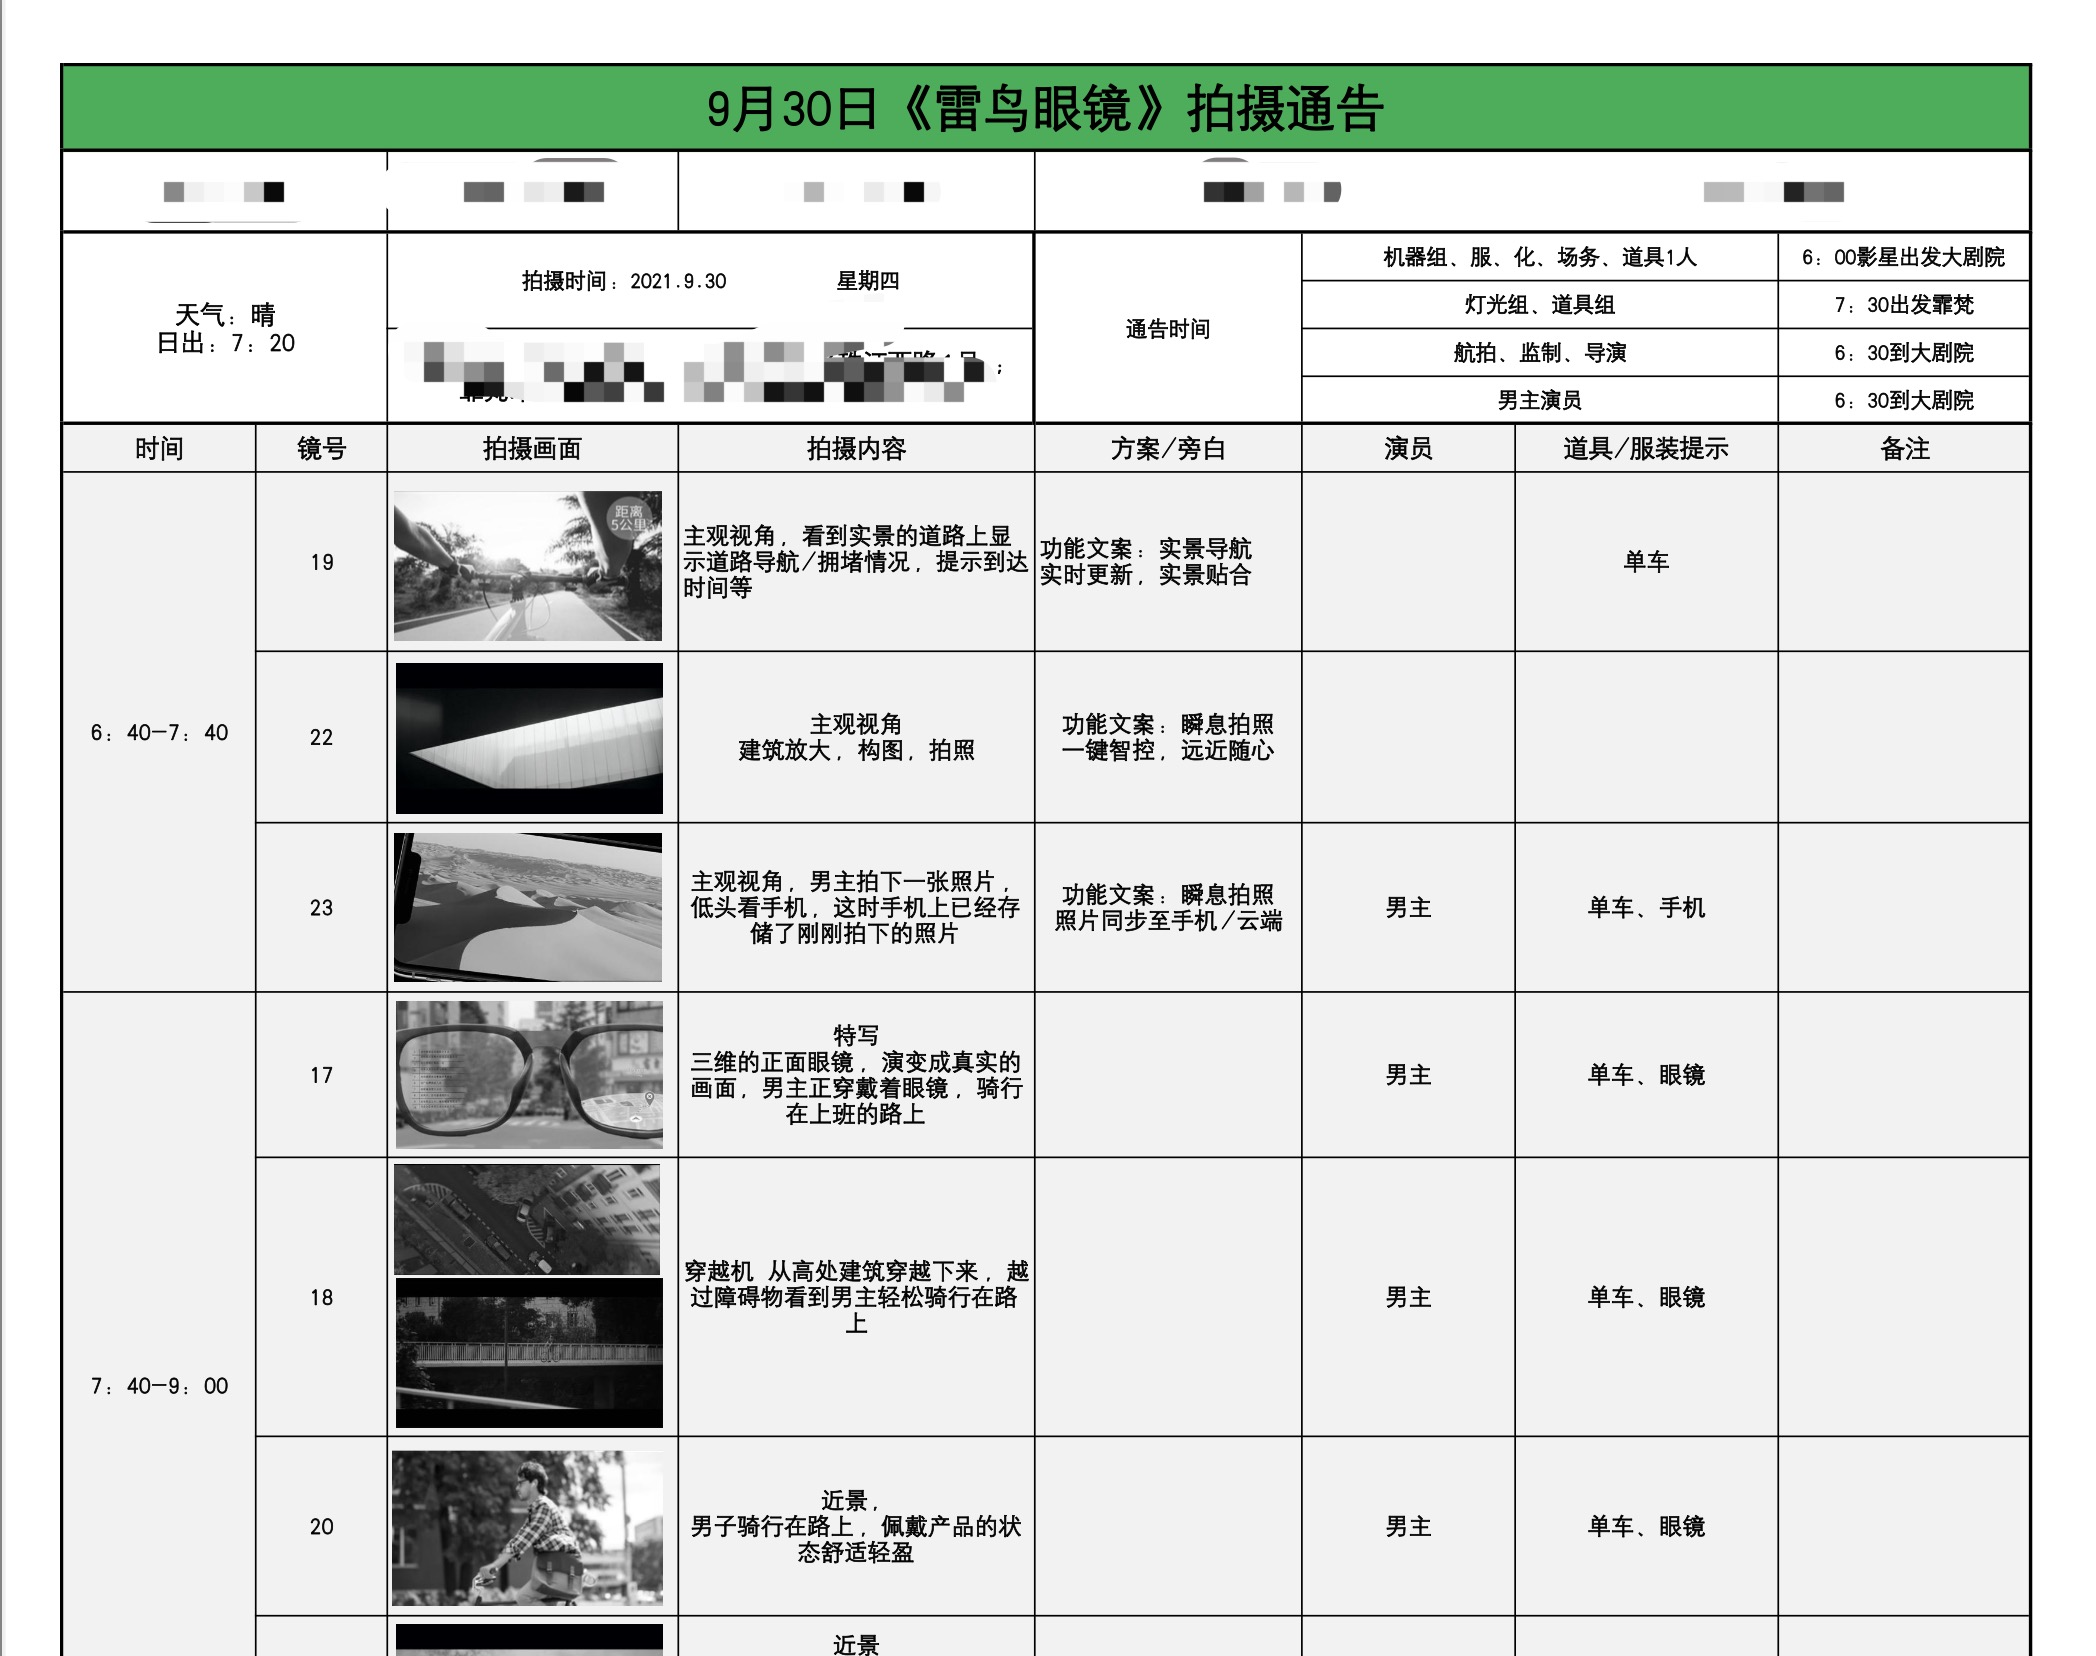 9月30日《雷鸟眼镜》拍摄通告
天气：晴
日出：7：20
拍摄时间：2021.9.30 星期四
通告时间
机器组、服、化、场务、道具1人
6：00影星出发大剧院
灯光组、道具组
7：30出发霏梵
航拍、监制、导演
6：30到大剧院
男主演员
6：30到大剧院
时间 镜号 拍摄画面 拍摄内容 方案/旁白 演员 道具/服装提示 备注
6：40—7：40
19
距离
5公里
主观视角，看到实景的道路上显
示道路导航/拥堵情况，提示到达
时间等
功能文案：实景导航
实时更新，实景贴合
单车
22
主观视角
建筑放大，构图，拍照
功能文案：瞬息拍照
一键智控，远近随心
23
主观视角，男主拍下一张照片，
低头看手机，这时手机上已经存
储了刚刚拍下的照片
功能文案：瞬息拍照
照片同步至手机/云端
男主
单车、手机
7：40—9：00
17
特写
三维的正面眼镜，演变成真实的
画面，男主正穿戴着眼镜，骑行
在上班的路上
男主
单车、眼镜
18
穿越机 从高处建筑穿越下来，越
过障碍物看到男主轻松骑行在路
上
男主
单车、眼镜
20
近景，
男子骑行在路上，佩戴产品的状
态舒适轻盈
男主
单车、眼镜
近景